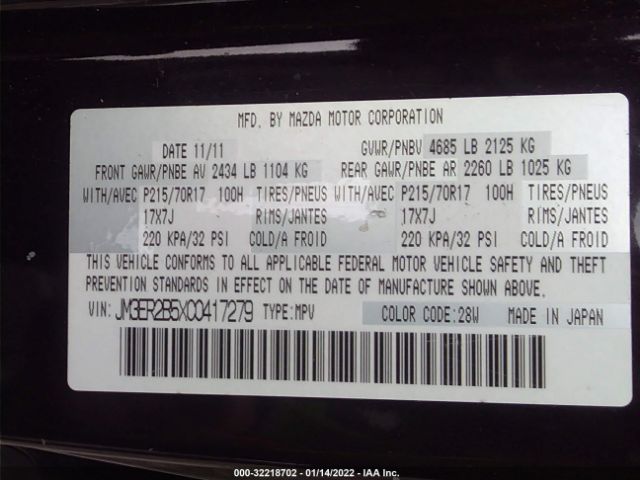 MFD. BY MAZDA MOTOR CORPORATION
DATE 11/11 GVWR/PNBV 4685 LB 2125 KG
FRONT GAWR/PNBE AV 2434 LB 1104 KG REAR GAWR/PNBE AR 2260 LB 1025 KG
WITH/AVEC P215/70R17 100H TIRES/PNEUS WITH/AVEC P215/70R17 100H TIRES/PNEUS
17X7J RIMS/JANTES 17X7J RIMS/JANTES
220 KPA/32 PSI COLD/A FROID 220 KPA/32 PSI COLD/A FROID
THIS VEHICLE CONFORMS TO ALL APPLICABLE FEDERAL MOTOR VEHICLE SAFETY AND THEFT
PREVENTION STANDARDS IN EFFECT ON THE DATE OF MANUFACTURE SHOWN ABOVE.
VIN: JM3ER2B5XC0417279 TYPE:MPV COLOR CODE:28W MADE IN JAPAN
000-32218702 - 01/14/2022 - IAA Inc.